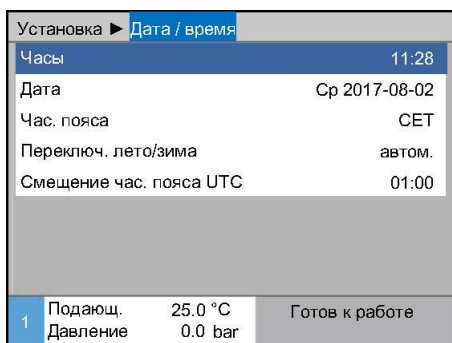 Установка ► Дата / время
Часы 11:28
Дата Ср 2017-08-02
Час. пояса CET
Переключ. лето/зима автом.
Смещение час. пояса UTC 01:00
1 Подающ. 25.0 °C Готов к работе
Давление 0.0 bar